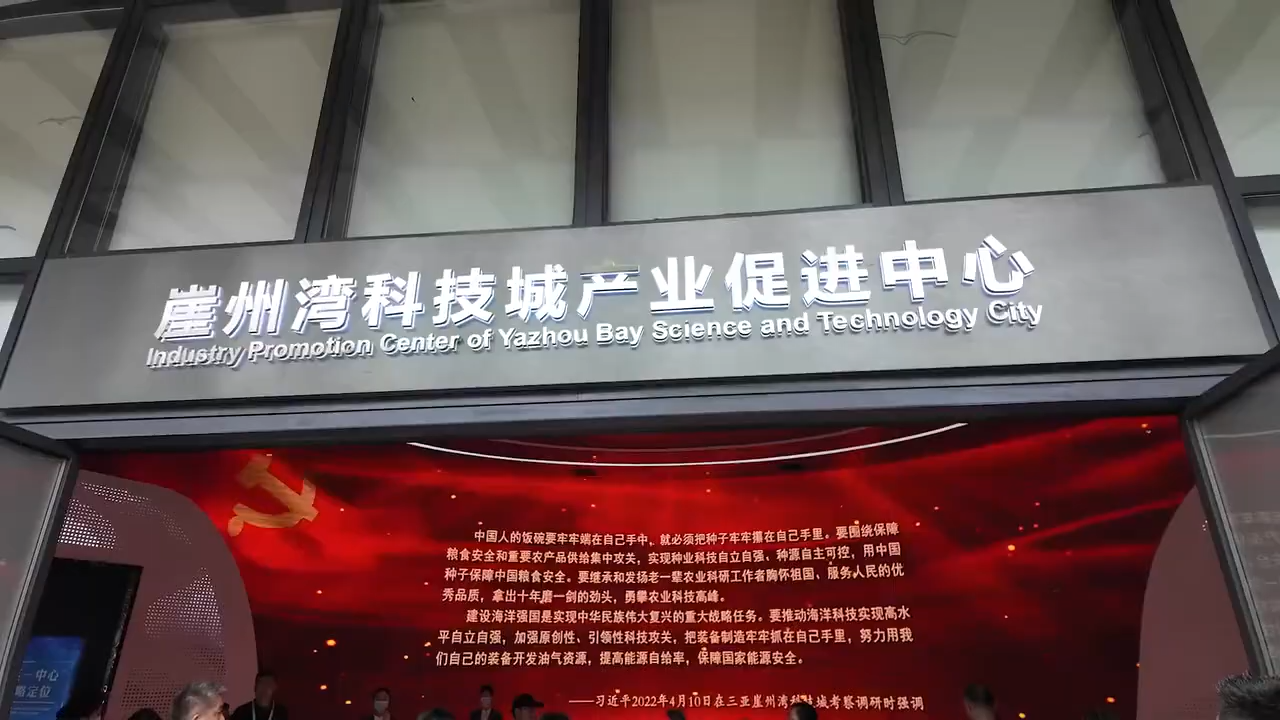 崖州湾科技城产业促进中心
Industry Promotion Center of Yazhou Bay Science and Technology City
中国人的饭碗要牢牢端在自己手中，就必须把种子牢牢攥在自己手里。要围绕保障
粮食安全和重要农产品供给集中攻关，实现种业科技自立自强、种源自主可控，用中国
种子保障中国粮食安全。要继承和发扬老一辈农业科研工作者胸怀祖国、服务人民的优
秀品质，拿出十年磨一剑的劲头，勇攀农业科技高峰。
建设海洋强国是实现中华民族伟大复兴的重大战略任务。要推动海洋科技实现高水
平自立自强，加强原创性、引领性科技攻关，把装备制造牢牢抓在自己手里，努力用我
们自己的装备开发油气资源，提高能源自给率，保障国家能源安全。
——习近平2022年4月10日在三亚崖州湾科技城考察调研时强调
一中心
略定位